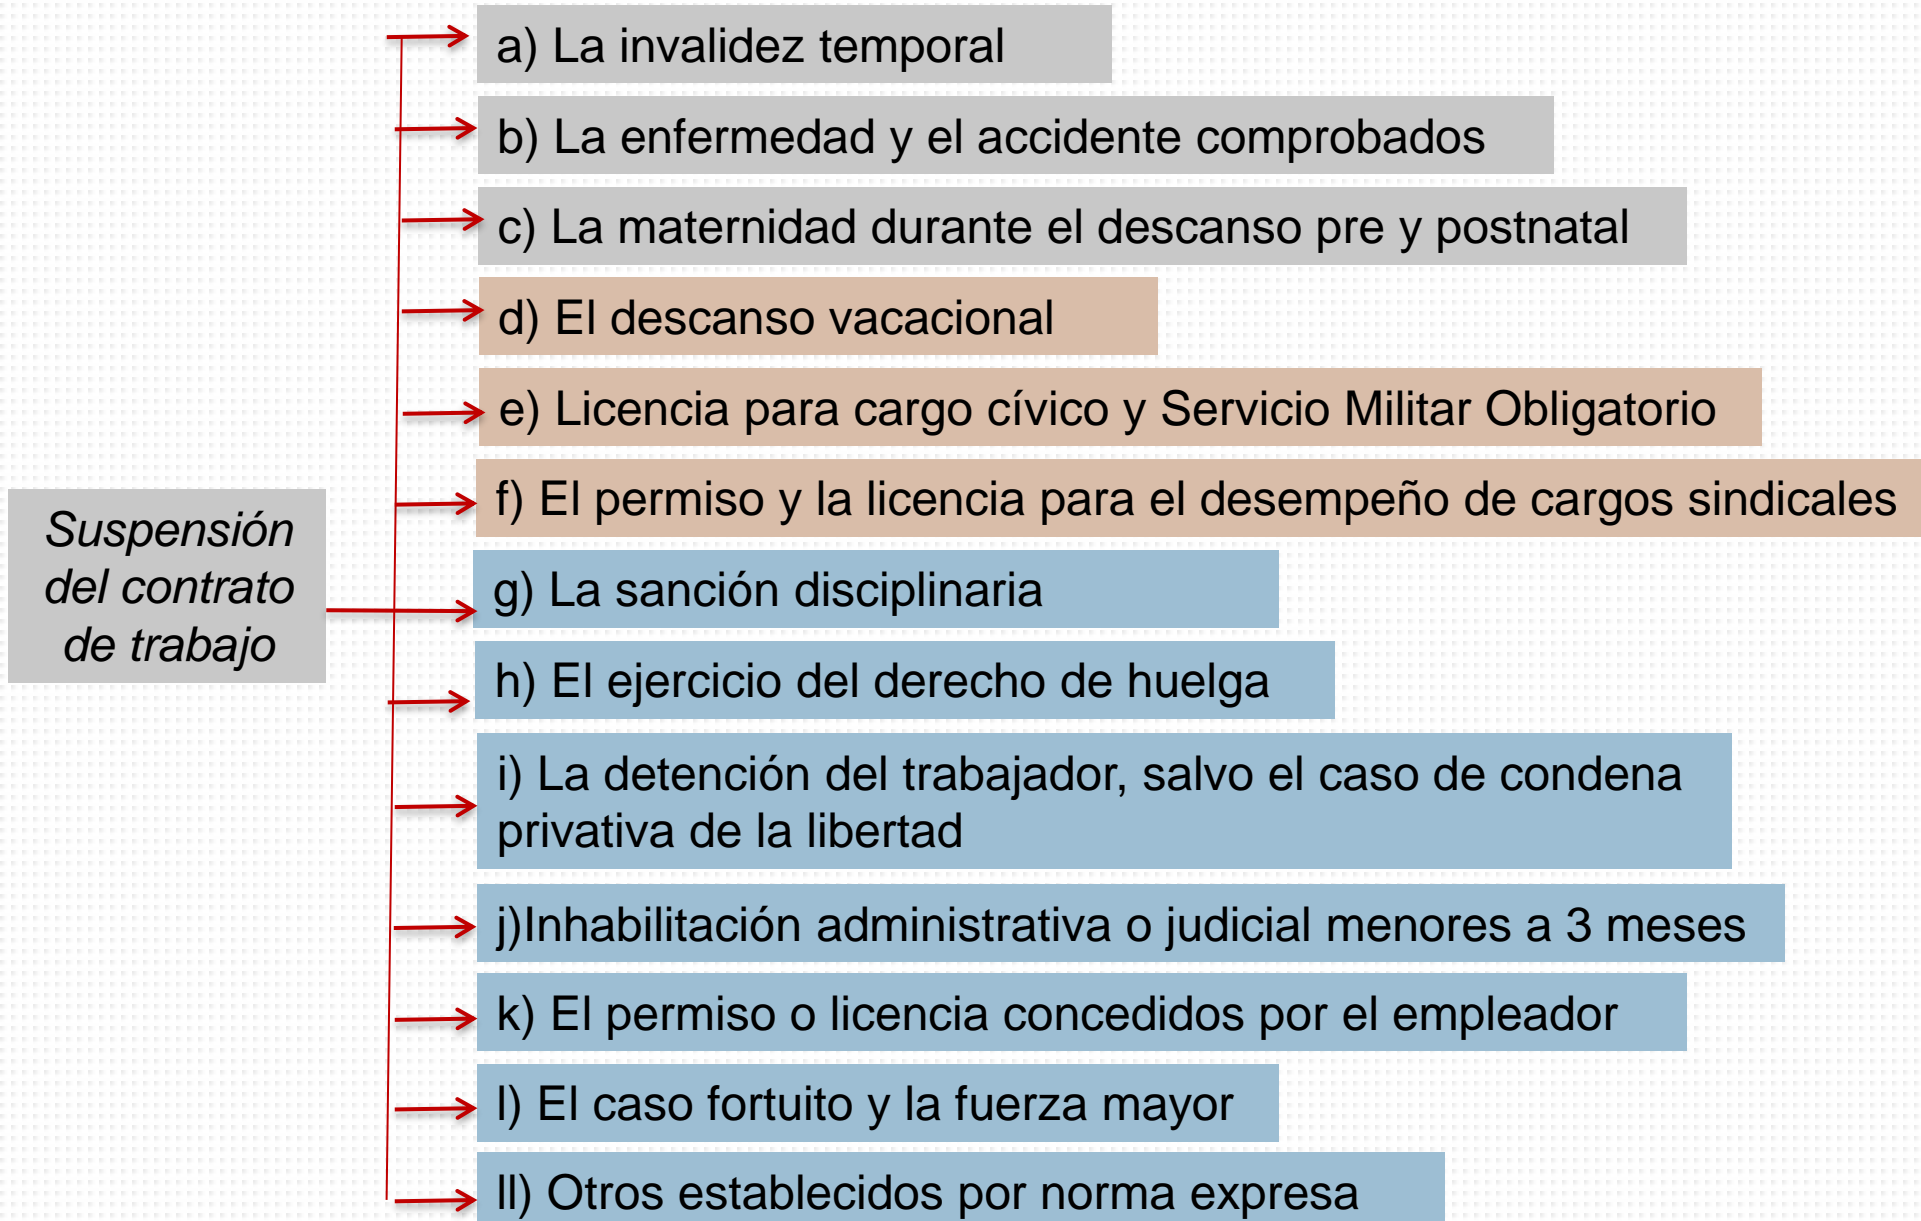 a) La invalidez temporal
b) La enfermedad y el accidente comprobados
c) La maternidad durante el descanso pre y postnatal
d) El descanso vacacional
e) Licencia para cargo cívico y Servicio Militar Obligatorio
f) El permiso y la licencia para el desempeño de cargos sindicales
Suspensión
del contrato
de trabajo
g) La sanción disciplinaria
h) El ejercicio del derecho de huelga
i) La detención del trabajador, salvo el caso de condena
privativa de la libertad
j)Inhabilitación administrativa o judicial menores a 3 meses
k) El permiso o licencia concedidos por el empleador
l) El caso fortuito y la fuerza mayor
ll) Otros establecidos por norma expresa